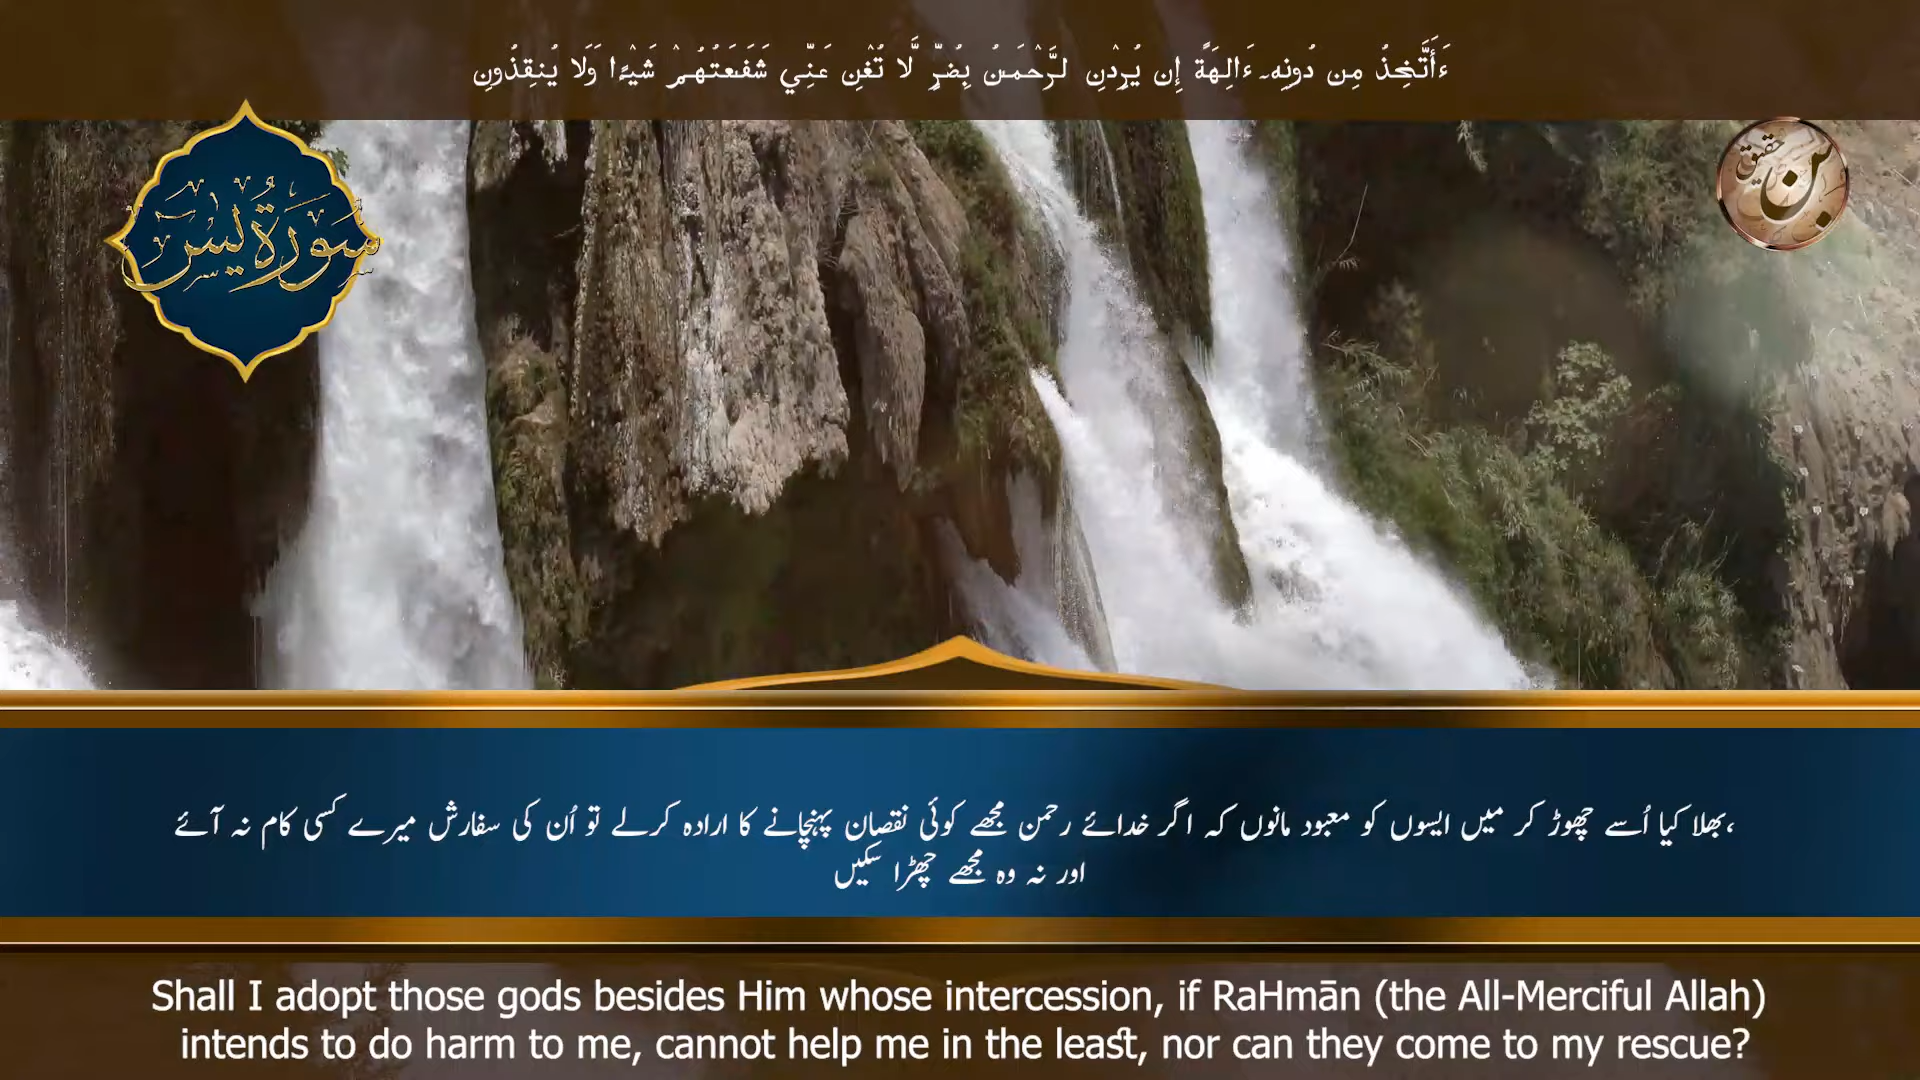 ءَأَتَّخِذُ مِن دُونِهِۦ ءَالِهَةً إِن يُرِدْنِ لرَّحْمَـٰنُ بِضُرٍّ لَّا تُغْنِ عَنِّي شَفَـٰعَتُهُمْ شَيْـًٔا وَلَا يُنقِذُونِ
سُورَة يس
حقیق
بھلا کیا اُسے چھوڑ کر میں ایسوں کو معبود مانوں کہ اگر خدائے رحمن مجھے کوئی نقصان پہنچانے کا ارادہ کرلے تو اُن کی سفارش میرے کسی کام نہ آئے،
اور نہ وہ مجھے چھڑا سکیں
Shall I adopt those gods besides Him whose intercession, if RaHmān (the All-Merciful Allah)
intends to do harm to me, cannot help me in the least, nor can they come to my rescue?